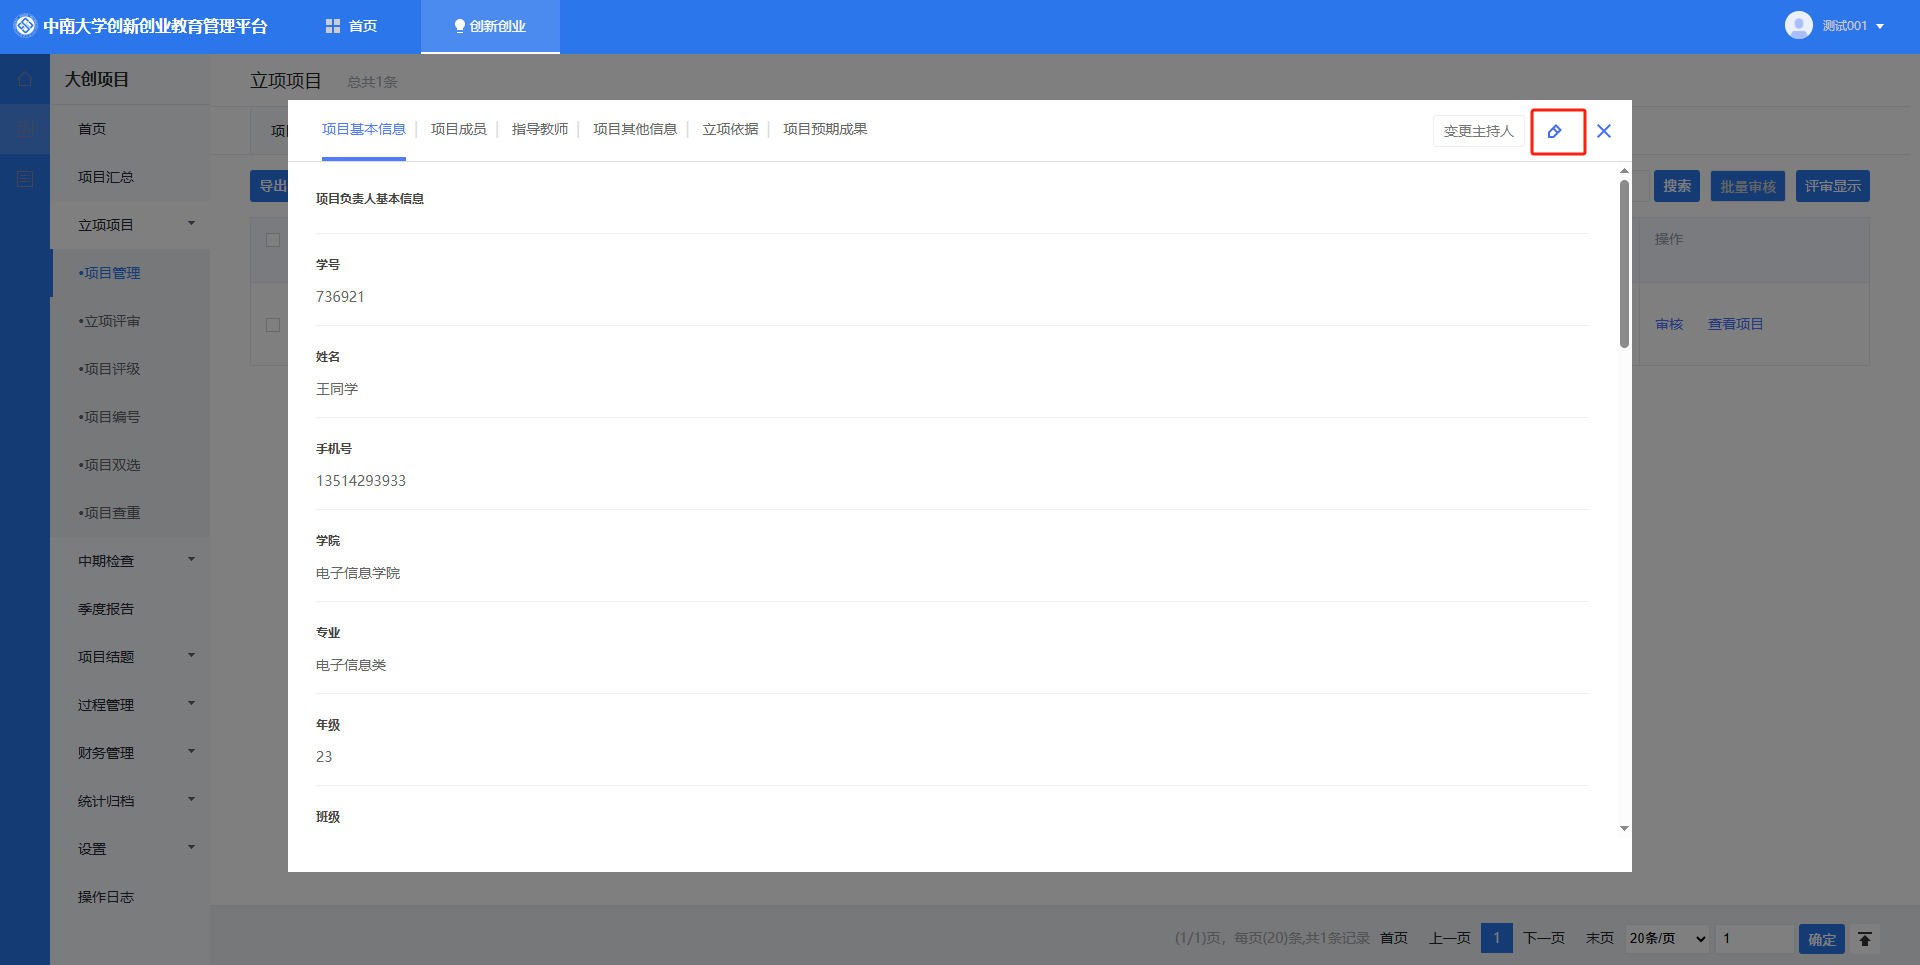 中南大学创新创业教育管理平台
首页
创新创业
测试001
大创项目
首页
项目汇总
立项项目
•项目管理
•立项评审
•项目评级
•项目编号
•项目双选
•项目查重
中期检查
季度报告
项目结题
过程管理
财务管理
统计归档
设置
操作日志
立项项目 总共1条
项目基本信息 项目成员 指导教师 项目其他信息 立项依据 项目预期成果
变更主持人
导出
搜索 批量审核 评审显示
操作
审核 查看项目
项目负责人基本信息
学号
736921
姓名
王同学
手机号
13514293933
学院
电子信息学院
专业
电子信息类
年级
23
班级
(1/1)页，每页(20)条,共1条记录 首页 上一页 1 下一页 末页 20条/页 1 确定